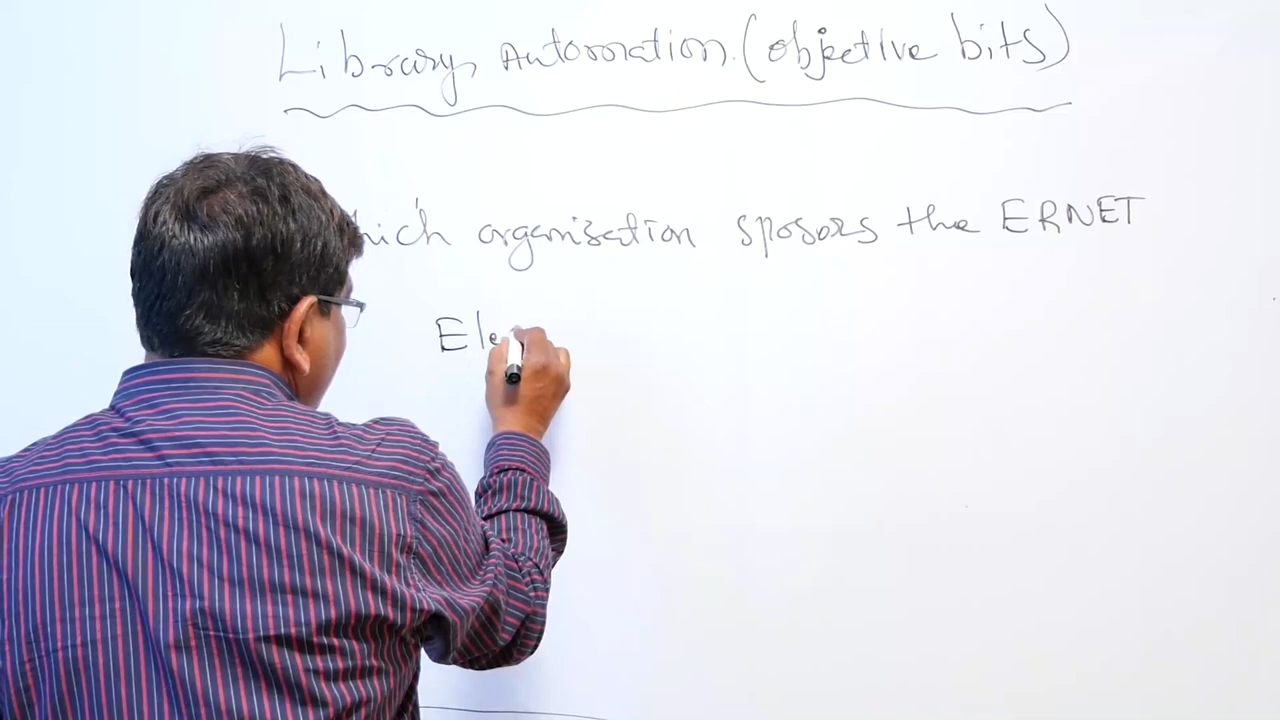 Library Automation. (objective bits)
hich organisation sposors the ERNET
Ele